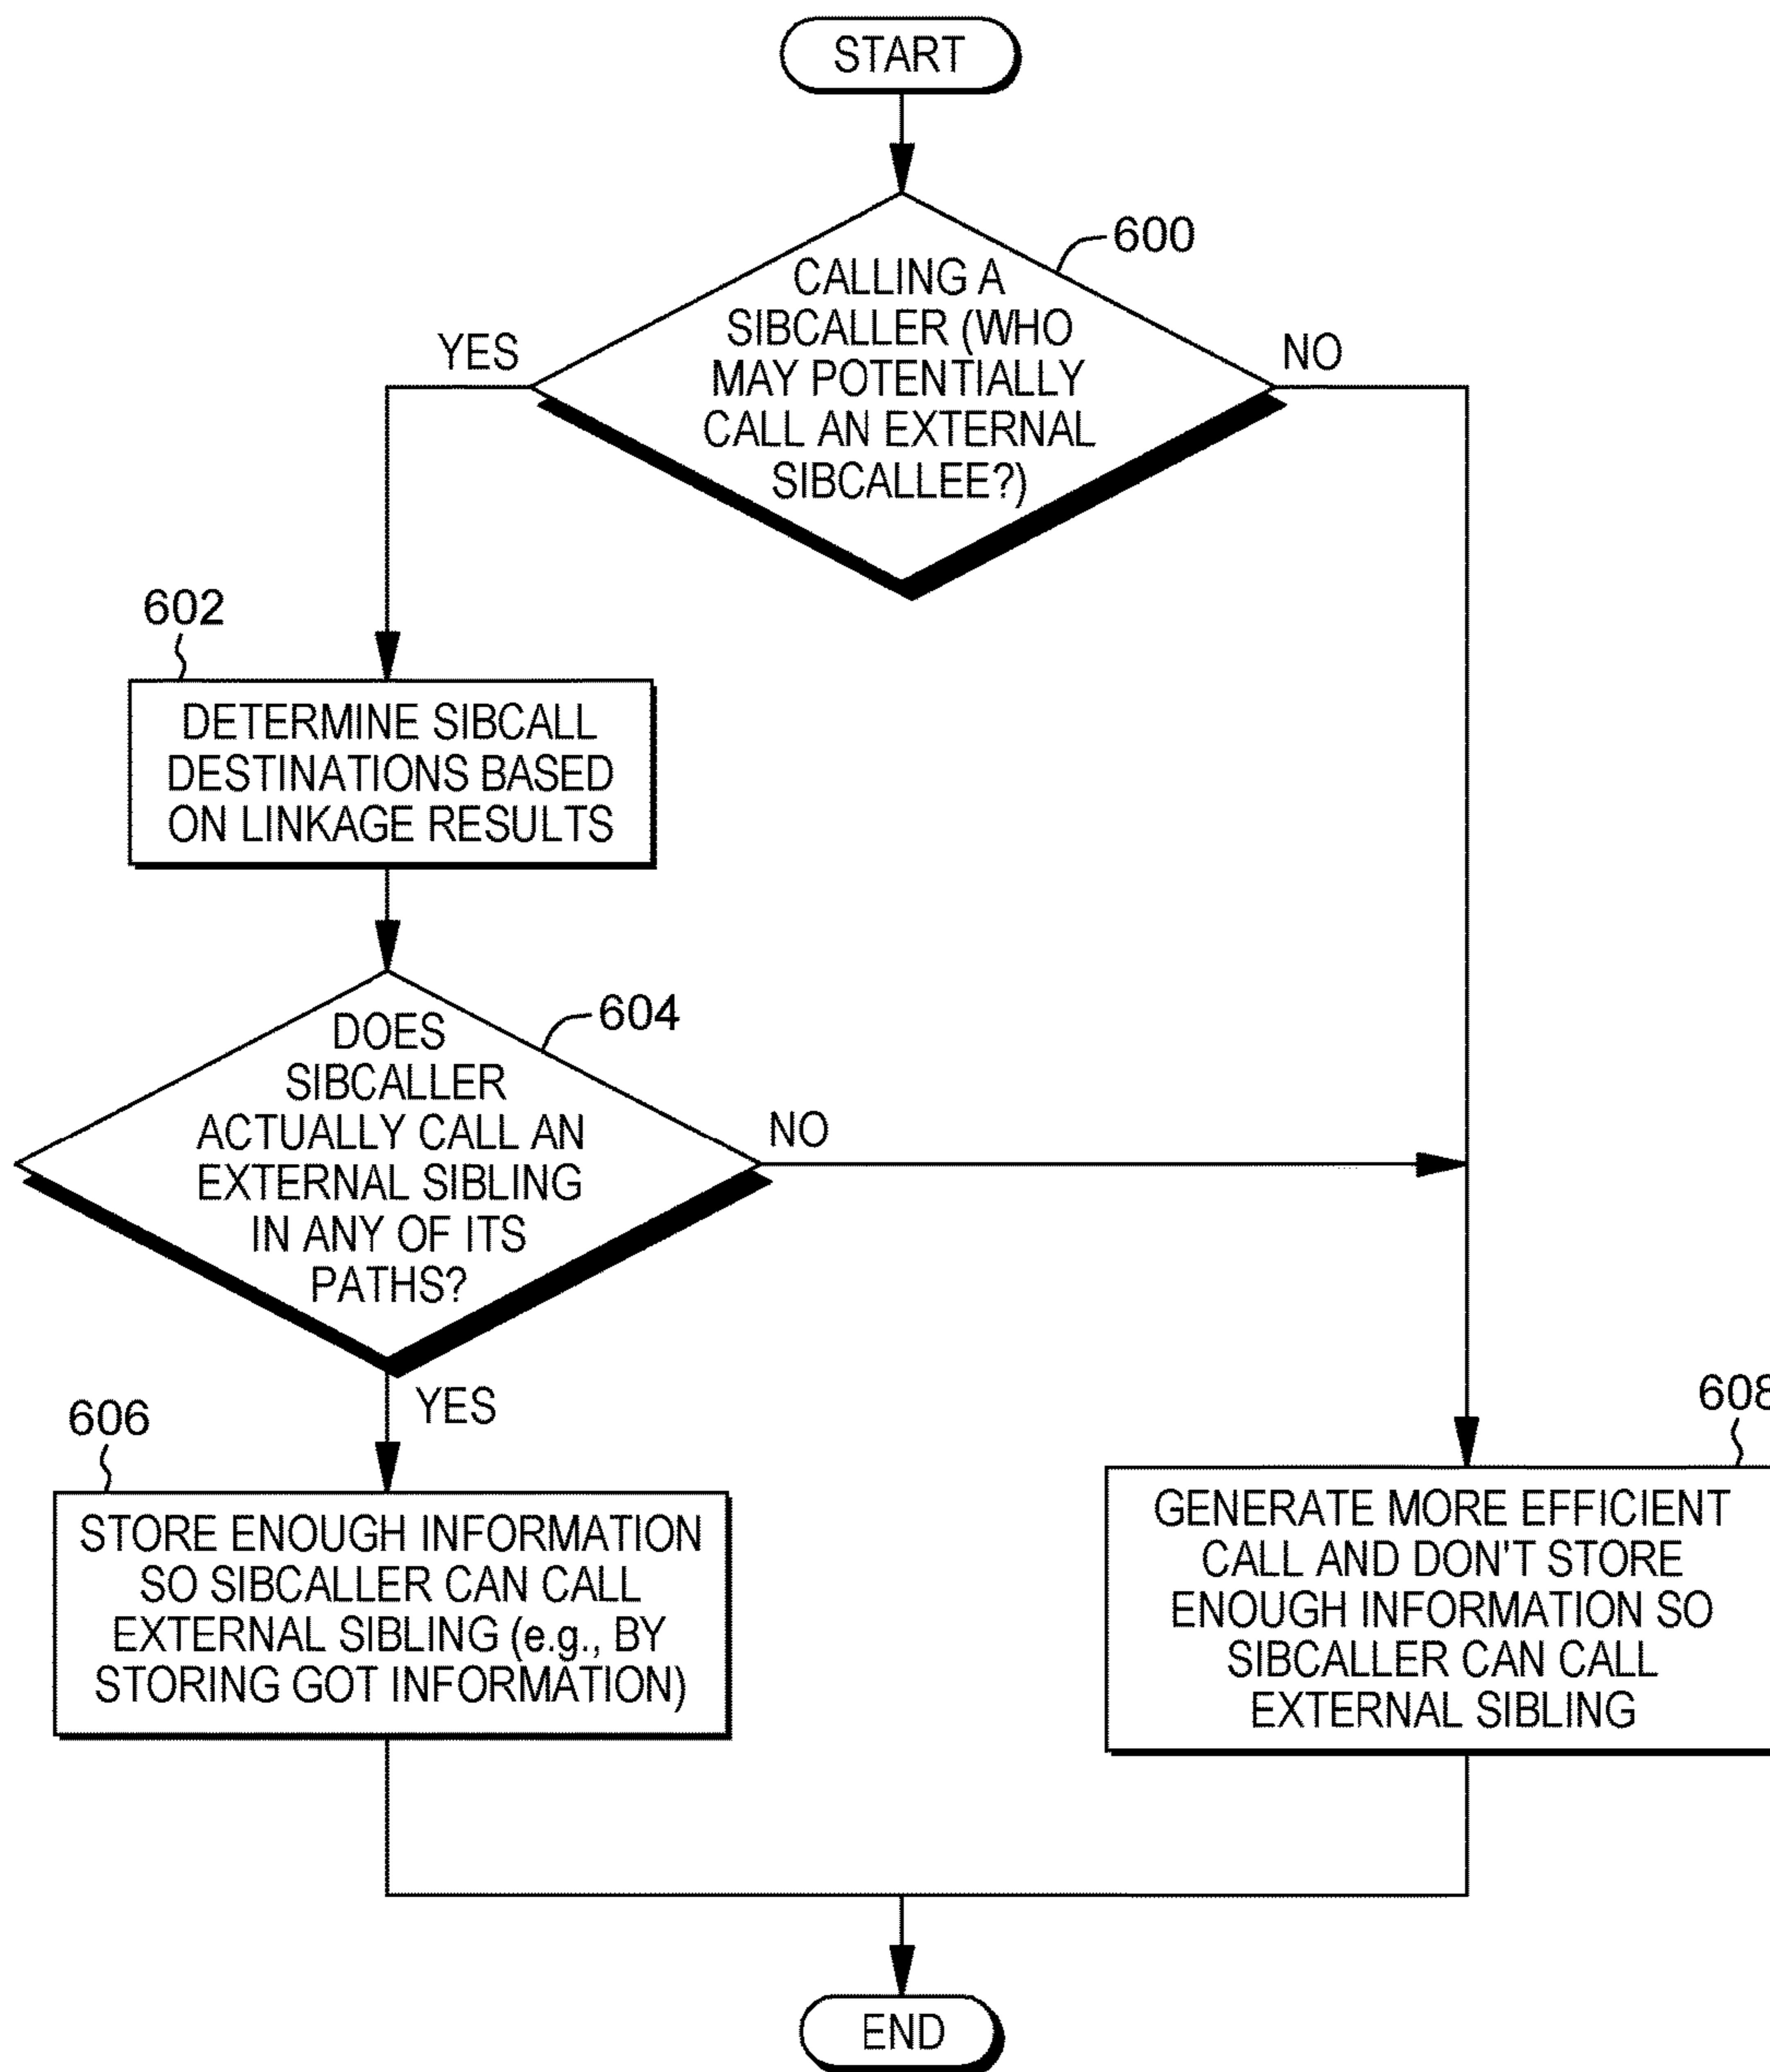 START
600
CALLING A
SIBCALLER (WHO
MAY POTENTIALLY
CALL AN EXTERNAL
SIBCALLEE?)
YES
NO
602
DETERMINE SIBCALL
DESTINATIONS BASED
ON LINKAGE RESULTS
604
DOES
SIBCALLER
ACTUALLY CALL AN
EXTERNAL SIBLING
IN ANY OF ITS
PATHS?
NO
YES
606
STORE ENOUGH INFORMATION
SO SIBCALLER CAN CALL
EXTERNAL SIBLING (e.g., BY
STORING GOT INFORMATION)
608
GENERATE MORE EFFICIENT
CALL AND DON'T STORE
ENOUGH INFORMATION SO
SIBCALLER CAN CALL
EXTERNAL SIBLING
END